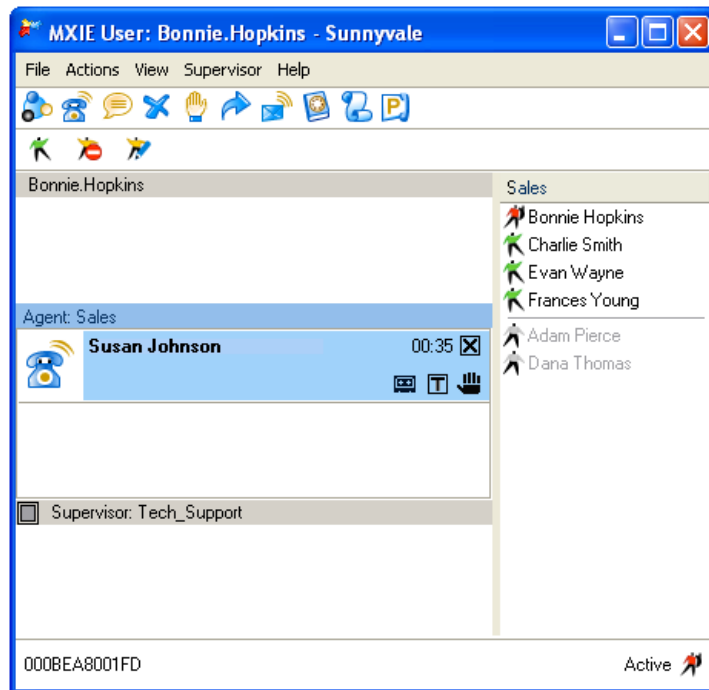 MXIE User: Bonnie.Hopkins - Sunnyvale
File Actions View Supervisor Help
P
Bonnie.Hopkins
Agent: Sales
Susan Johnson 00:35
T
Supervisor: Tech_Support
Sales
Bonnie Hopkins
Charlie Smith
Evan Wayne
Frances Young
Adam Pierce
Dana Thomas
000BEA8001FD
Active